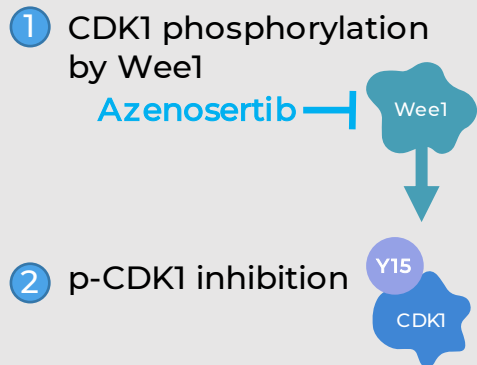 1 CDK1 phosphorylation
by Wee1
Azenosertib
Wee1
Y15
2 p-CDK1 inhibition
CDK1